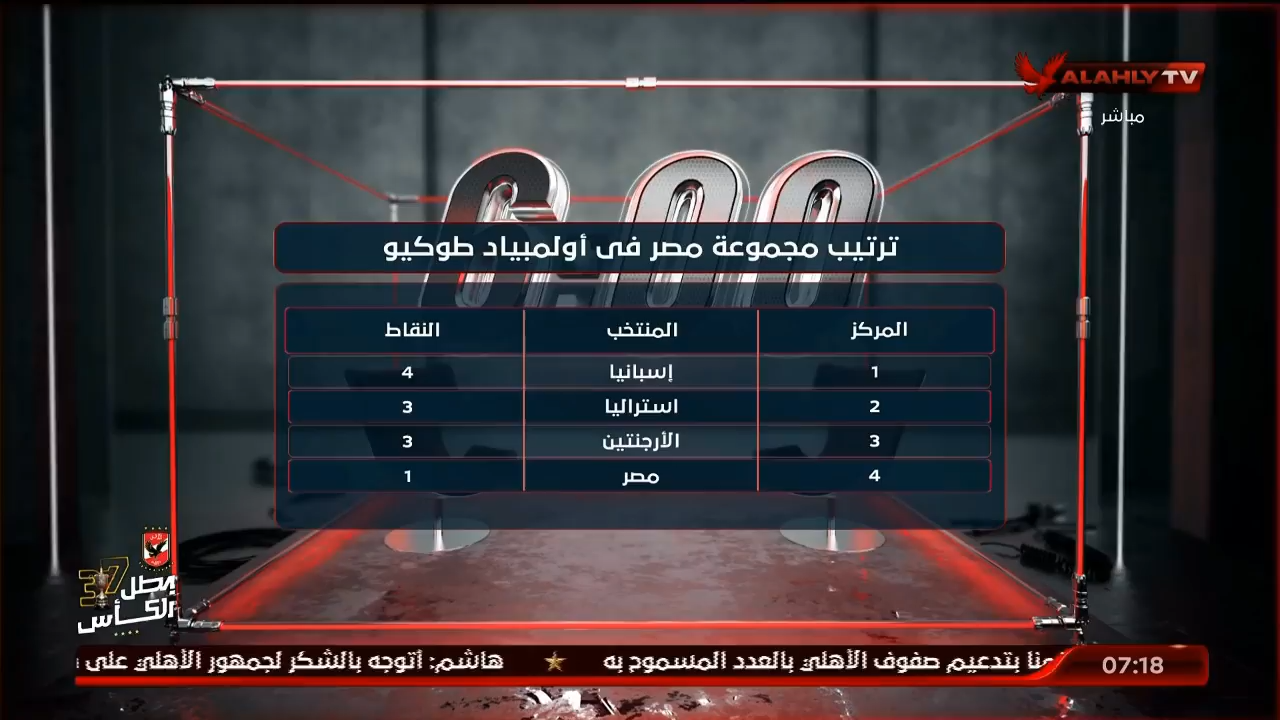 ALAHLY TV
مباشر
6:00
ترتيب مجموعة مصر فى أولمبياد طوكيو
المركز المنتخب النقاط
1 إسبانيا 4
2 استراليا 3
3 الأرجنتين 3
4 مصر 1
37
بطل
الكأس
بتدعيم صفوف الأهلي بالعدد المسموح به ★ هاشم: أتوجه بالشكر لجمهور الأهلي على
07:18